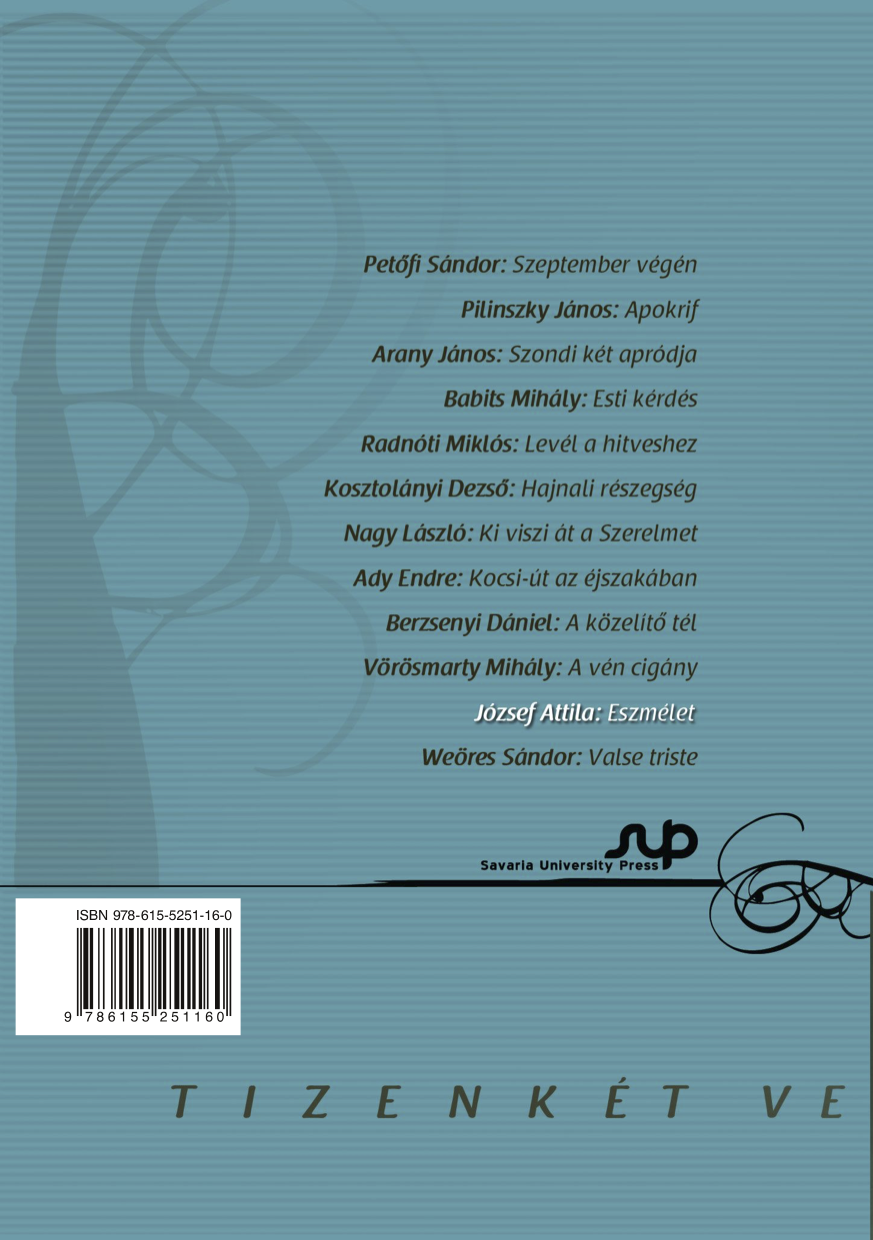 Petőfi Sándor: Szeptember végén
Pilinszky János: Apokrif
Arany János: Szondi két apródja
Babits Mihály: Esti kérdés
Radnóti Miklós: Levél a hitveshez
Kosztolányi Dezső: Hajnali részegség
Nagy László: Ki viszi át a Szerelmet
Ady Endre: Kocsi-út az éjszakában
Berzsenyi Dániel: A közelítő tél
Vörösmarty Mihály: A vén cigány
József Attila: Eszmélet
Weöres Sándor: Valse triste
sup
Savaria University Press
ISBN 978-615-5251-16-0
9 786155 251160
TIZENKÉT VE